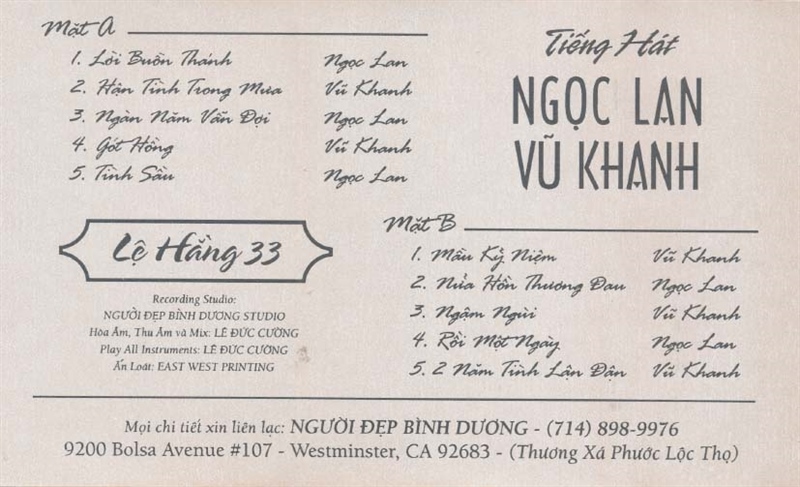 Mặt A
1. Lời Buồn Thánh Ngọc Lan
2. Hận Tình Trong Mưa Vũ Khanh
3. Ngàn Năm Vẫn Đợi Ngọc Lan
4. Gót Hồng Vũ Khanh
5. Tình Sầu Ngọc Lan
Tiếng Hát
NGỌC LAN
VŨ KHANH
Lệ Hằng 33
Recording Studio:
NGƯỜI ĐẸP BÌNH DƯƠNG STUDIO
Hòa Âm, Thu Âm và Mix: LÊ ĐỨC CƯỜNG
Play All Instruments: LÊ ĐỨC CƯỜNG
Ấn Loát: EAST WEST PRINTING
Mặt B
1. Mầu Kỷ Niệm Vũ Khanh
2. Nửa Hồn Thương Đau Ngọc Lan
3. Ngậm Ngùi Vũ Khanh
4. Rồi Một Ngày Ngọc Lan
5. 2 Năm Tình Lận Đận Vũ Khanh
Mọi chi tiết xin liên lạc: NGƯỜI ĐẸP BÌNH DƯƠNG - (714) 898-9976
9200 Bolsa Avenue #107 - Westminster, CA 92683 - (Thương Xá Phước Lộc Thọ)